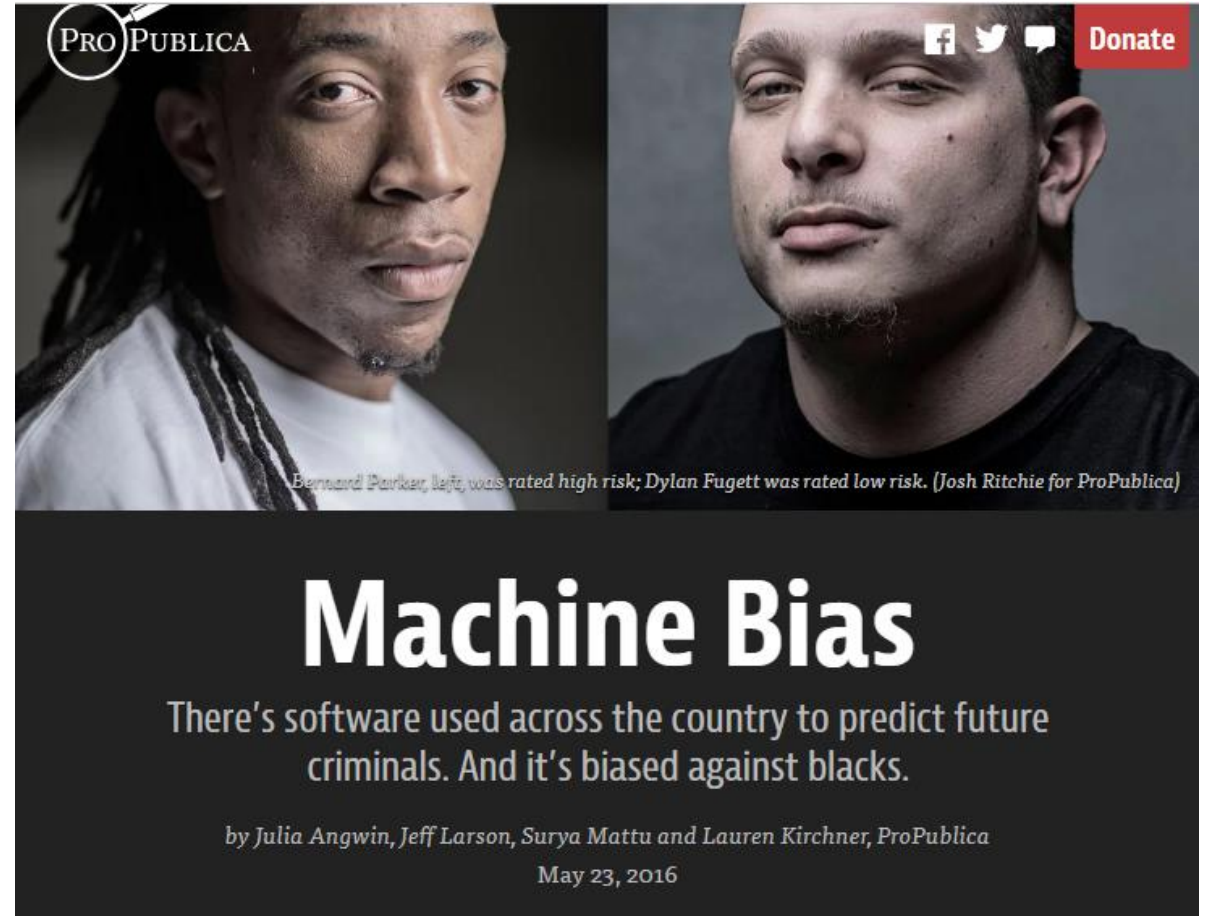 PROPUBLICA
Donate
Bernard Parker, left, was rated high risk; Dylan Fugett was rated low risk. (Josh Ritchie for ProPublica)
Machine Bias
There’s software used across the country to predict future
criminals. And it’s biased against blacks.
by Julia Angwin, Jeff Larson, Surya Mattu and Lauren Kirchner, ProPublica
May 23, 2016